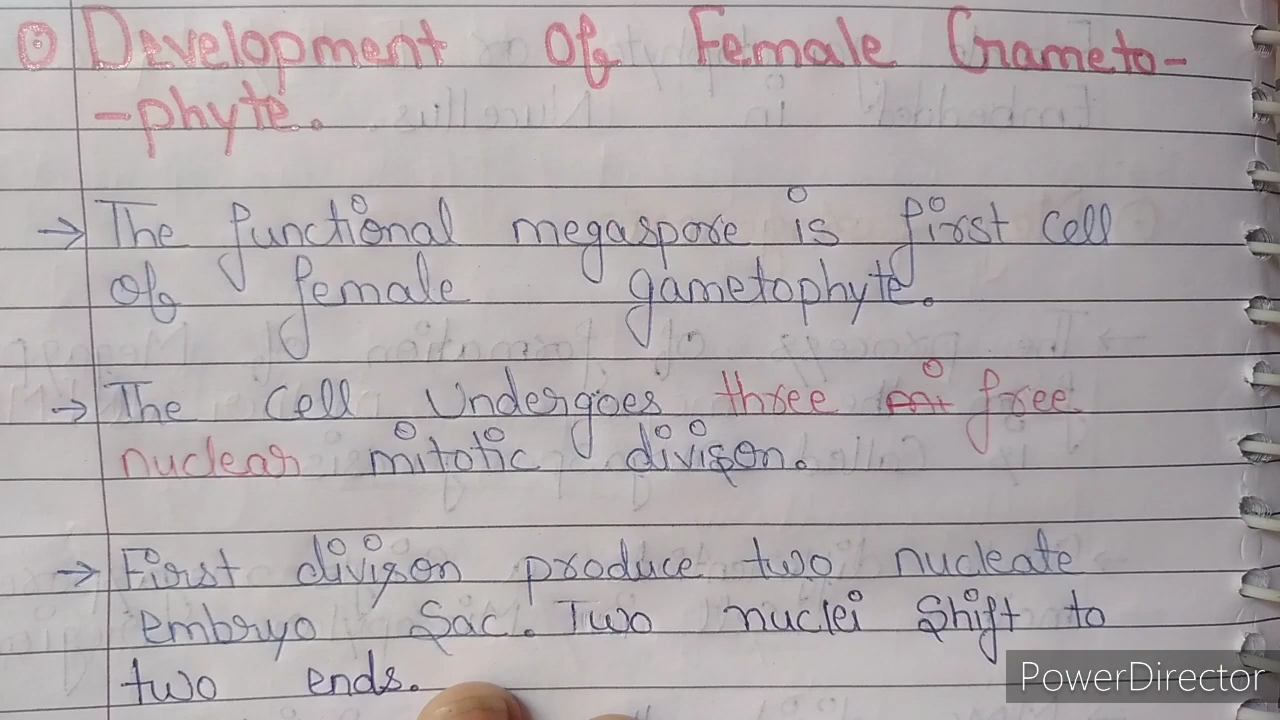 Development Of Female Grameto-
-phyte.
→ The functional megaspore is first cell
of female gametophyte.
→ The cell undergoes three free
nuclear mitotic divison.
→ First divison produce two nucleate
embryo Sac. Two nuclei Shift to
two ends.
PowerDirector